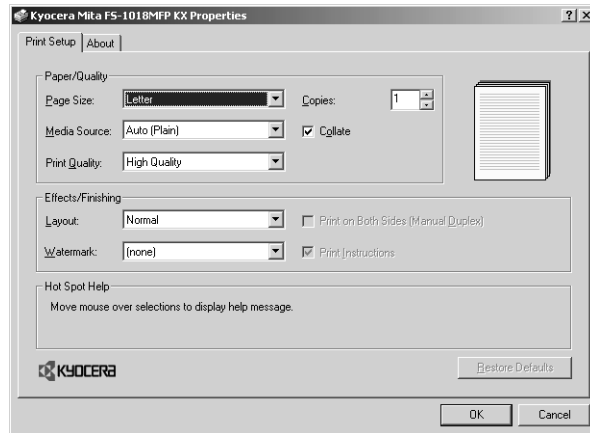 Kyocera Mita FS-1018MFP KX Properties
Print Setup
About
Paper/Quality
Page Size:
Letter
Copies:
1
Media Source:
Auto (Plain)
Collate
Print Quality:
High Quality
Effects/Finishing
Layout:
Normal
Print on Both Sides (Manual Duplex)
Watermark:
(none)
Print Instructions
Hot Spot Help
Move mouse over selections to display help message.
KYOCERA
Restore Defaults
OK
Cancel